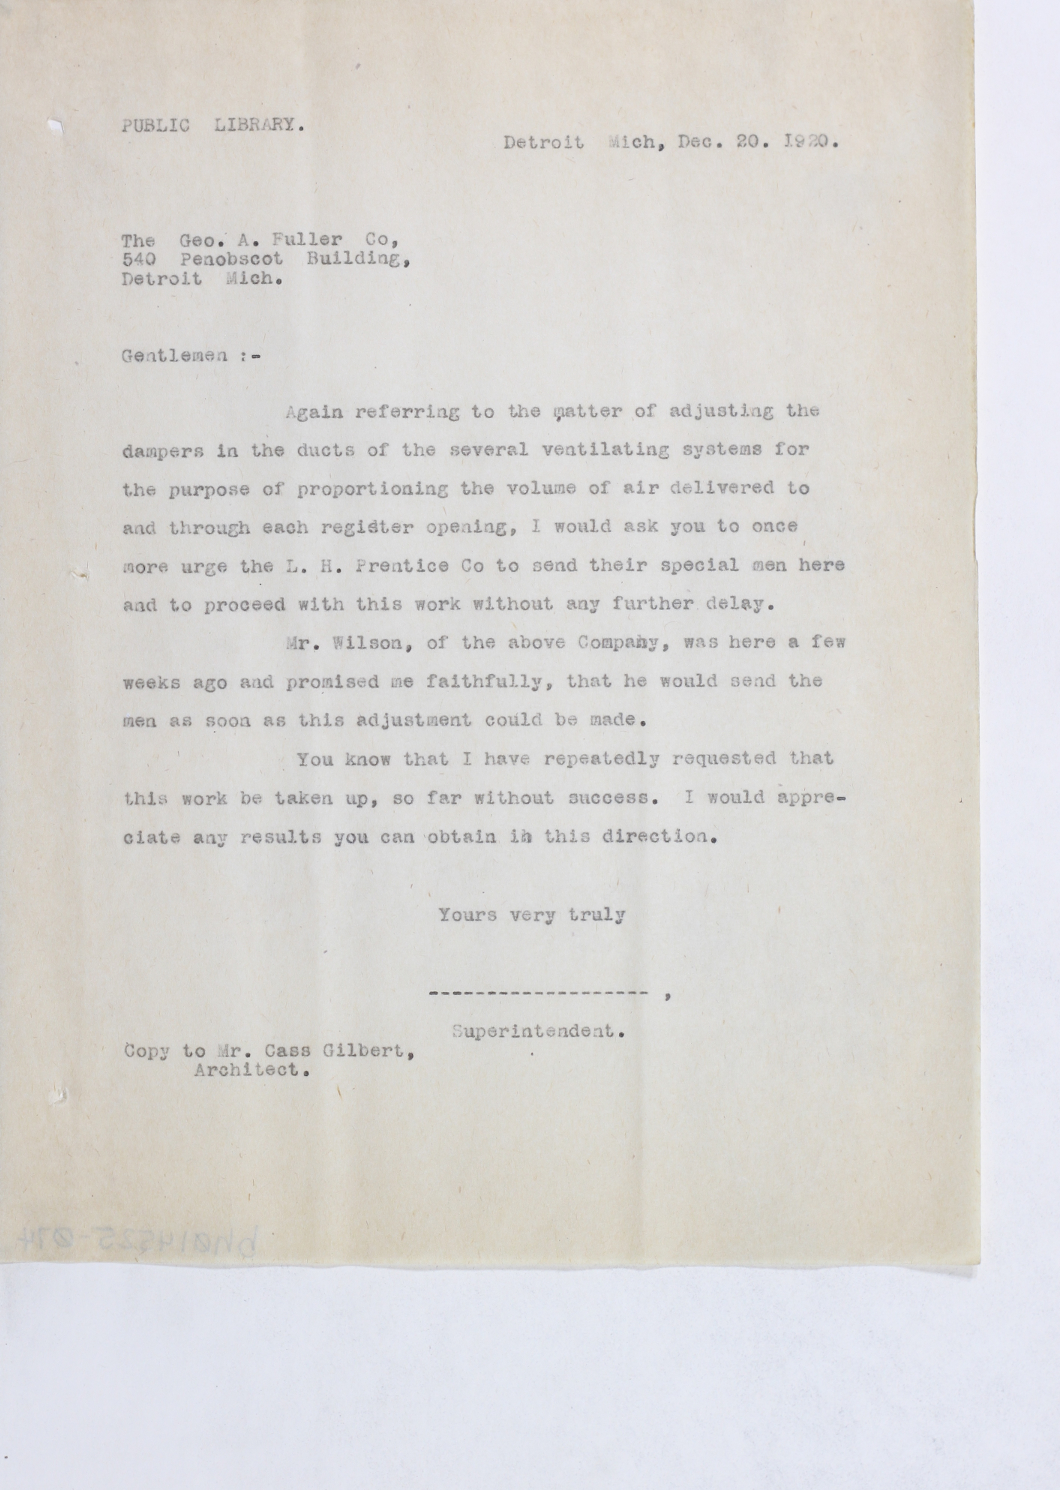 PUBLIC LIBRARY.
Detroit Mich, Dec. 20. 1920.
The Geo. A. Fuller Co,
540 Penobscot Building,
Detroit Mich.
Gentlemen :-
Again referring to the matter of adjusting the
dampers in the ducts of the several ventilating systems for
the purpose of proportioning the volume of air delivered to
and through each register opening, I would ask you to once
more urge the L. H. Prentice Co to send their special men here
and to proceed with this work without any further delay.
Mr. Wilson, of the above Company, was here a few
weeks ago and promised me faithfully, that he would send the
men as soon as this adjustment could be made.
You know that I have repeatedly requested that
this work be taken up, so far without success. I would appre-
ciate any results you can obtain in this direction.
Yours very truly
------------------- ,
Superintendent.
Copy to Mr. Cass Gilbert,
Architect.